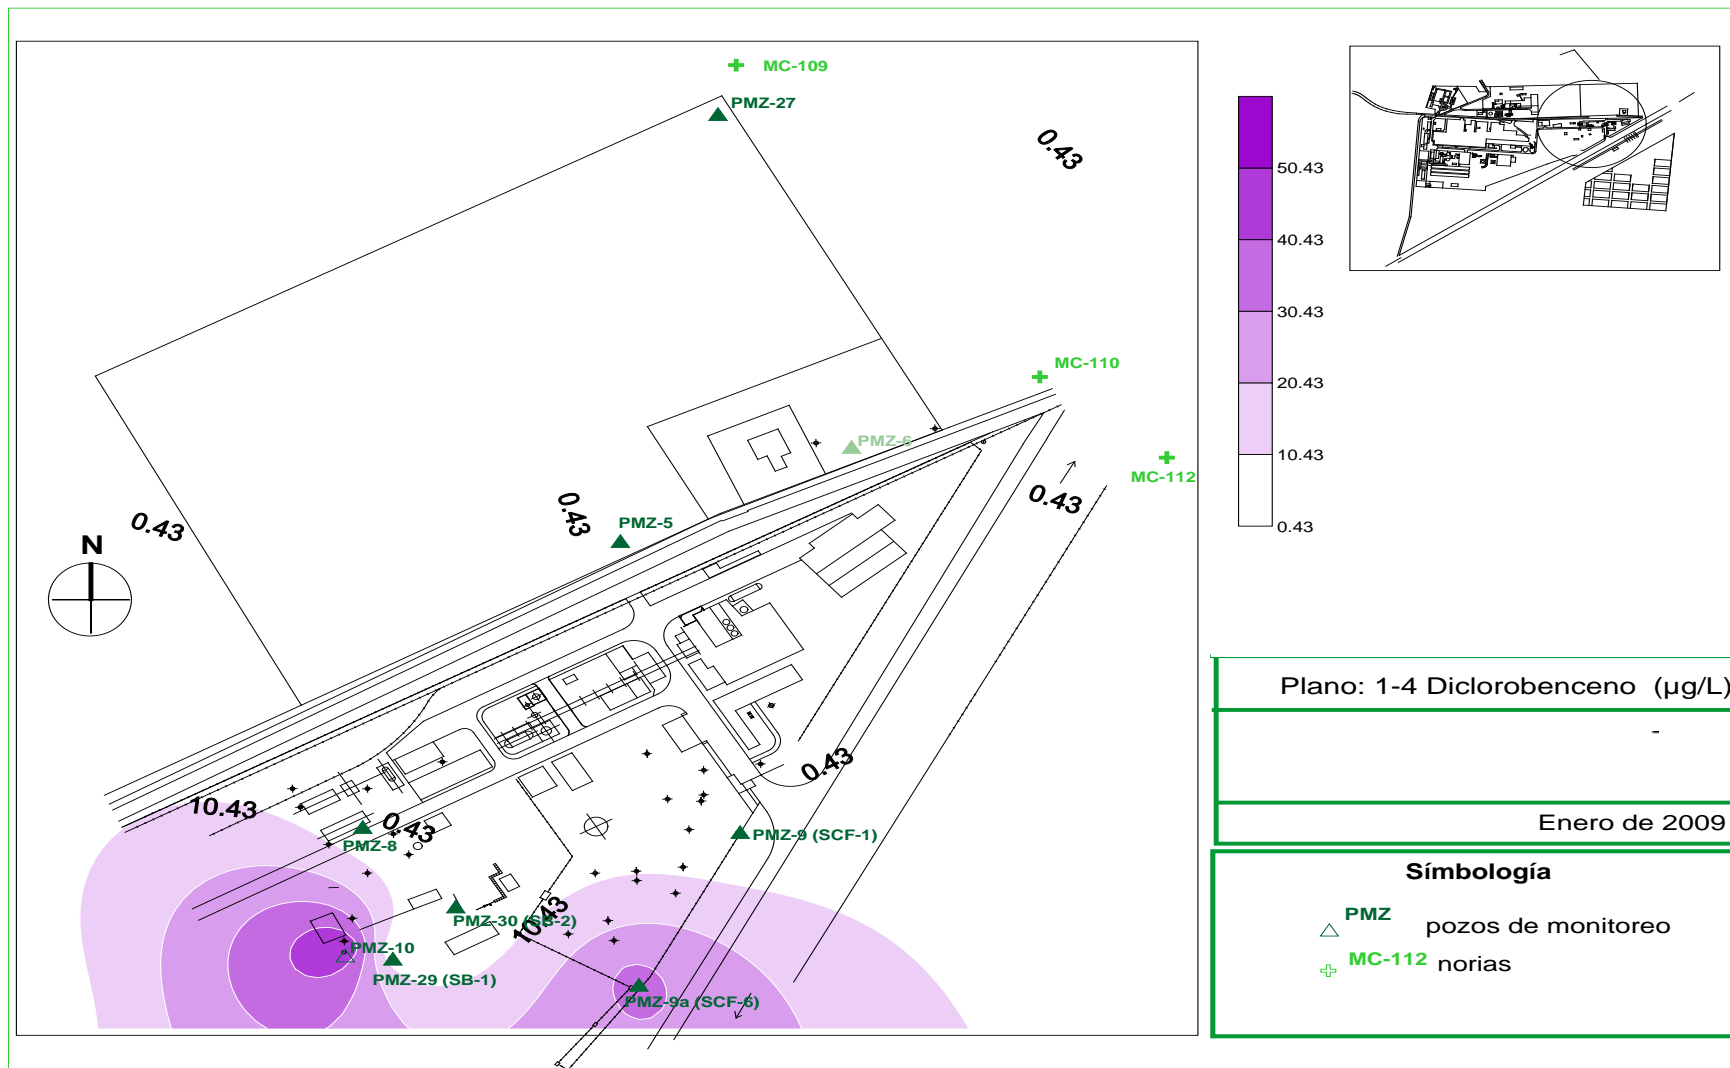 MC-109
PMZ-27
0.43
50.43
40.43
30.43
20.43
10.43
0.43
MC-110
PMZ-6
MC-112
0.43
0.43
PMZ-5
0.43
N
Plano: 1-4 Diclorobenceno (µg/L)
-
Enero de 2009
0.43
10.43
0.43
PMZ-8
PMZ-9 (SCF-1)
PMZ-30 (SB-2)
10.43
PMZ-10
PMZ-29 (SB-1)
PMZ-9a (SCF-6)
Símbología
PMZ pozos de monitoreo
MC-112 norias